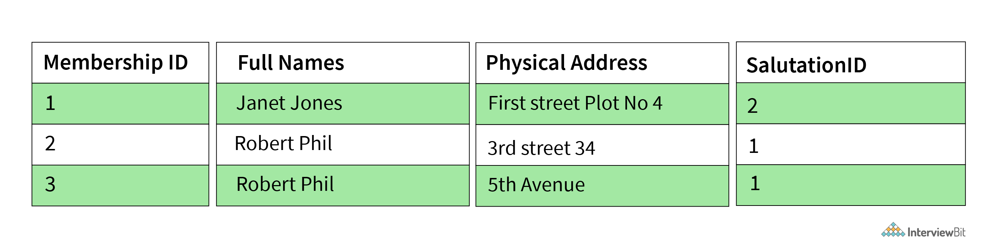 Membership ID Full Names Physical Address SalutationID
1 Janet Jones First street Plot No 4 2
2 Robert Phil 3rd street 34 1
3 Robert Phil 5th Avenue 1
InterviewBit